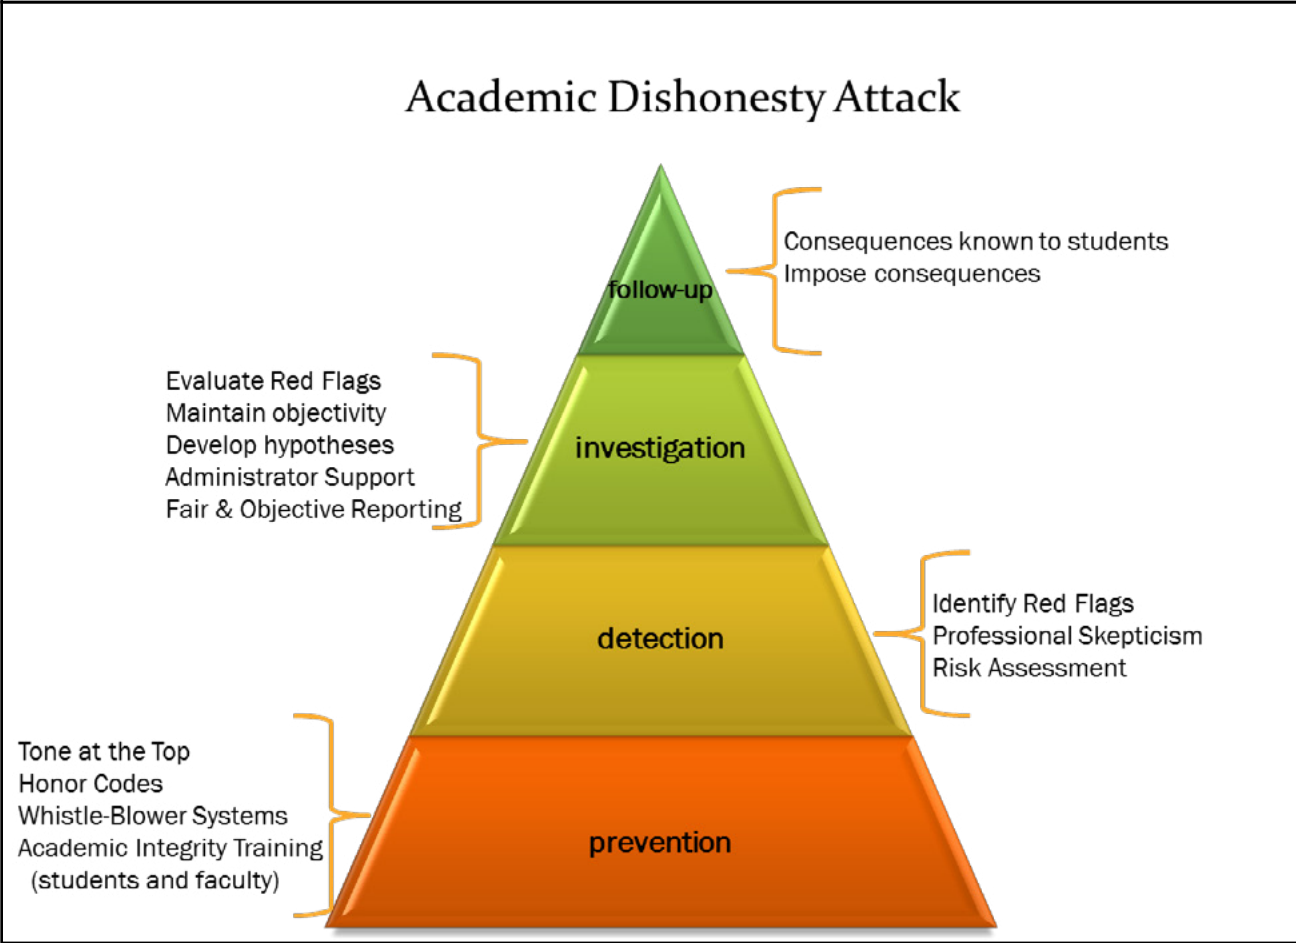 Academic Dishonesty Attack
follow-up
Consequences known to students
Impose consequences
Evaluate Red Flags
Maintain objectivity
Develop hypotheses
Administrator Support
Fair & Objective Reporting
investigation
detection
Identify Red Flags
Professional Skepticism
Risk Assessment
Tone at the Top
Honor Codes
Whistle-Blower Systems
Academic Integrity Training
(students and faculty)
prevention